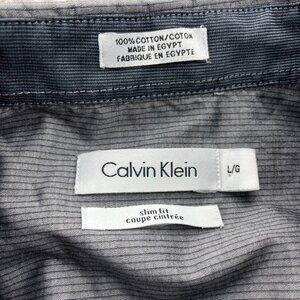 100% COTTON/COTON
MADE IN EGYPT
FABRIQUE EN EGYPTE
Calvin Klein
L/G
slim fit
coupe cintrée